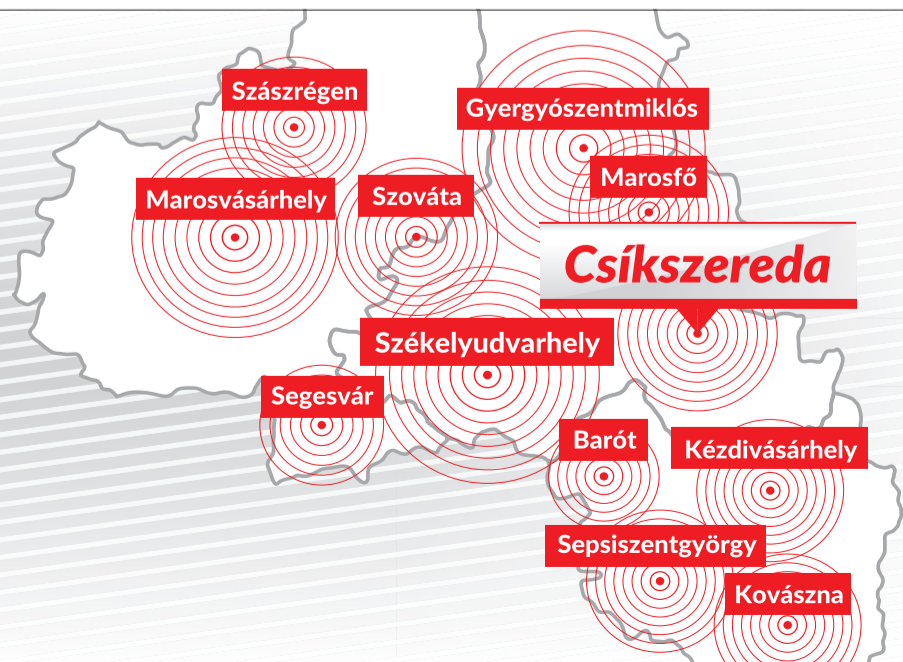 Szászrégen
Gyergyószentmiklós
Marosfő
Marosvásárhely
Szováta
Csíkszereda
Székelyudvarhely
Segesvár
Barót
Kézdivásárhely
Sepsiszentgyörgy
Kovászna